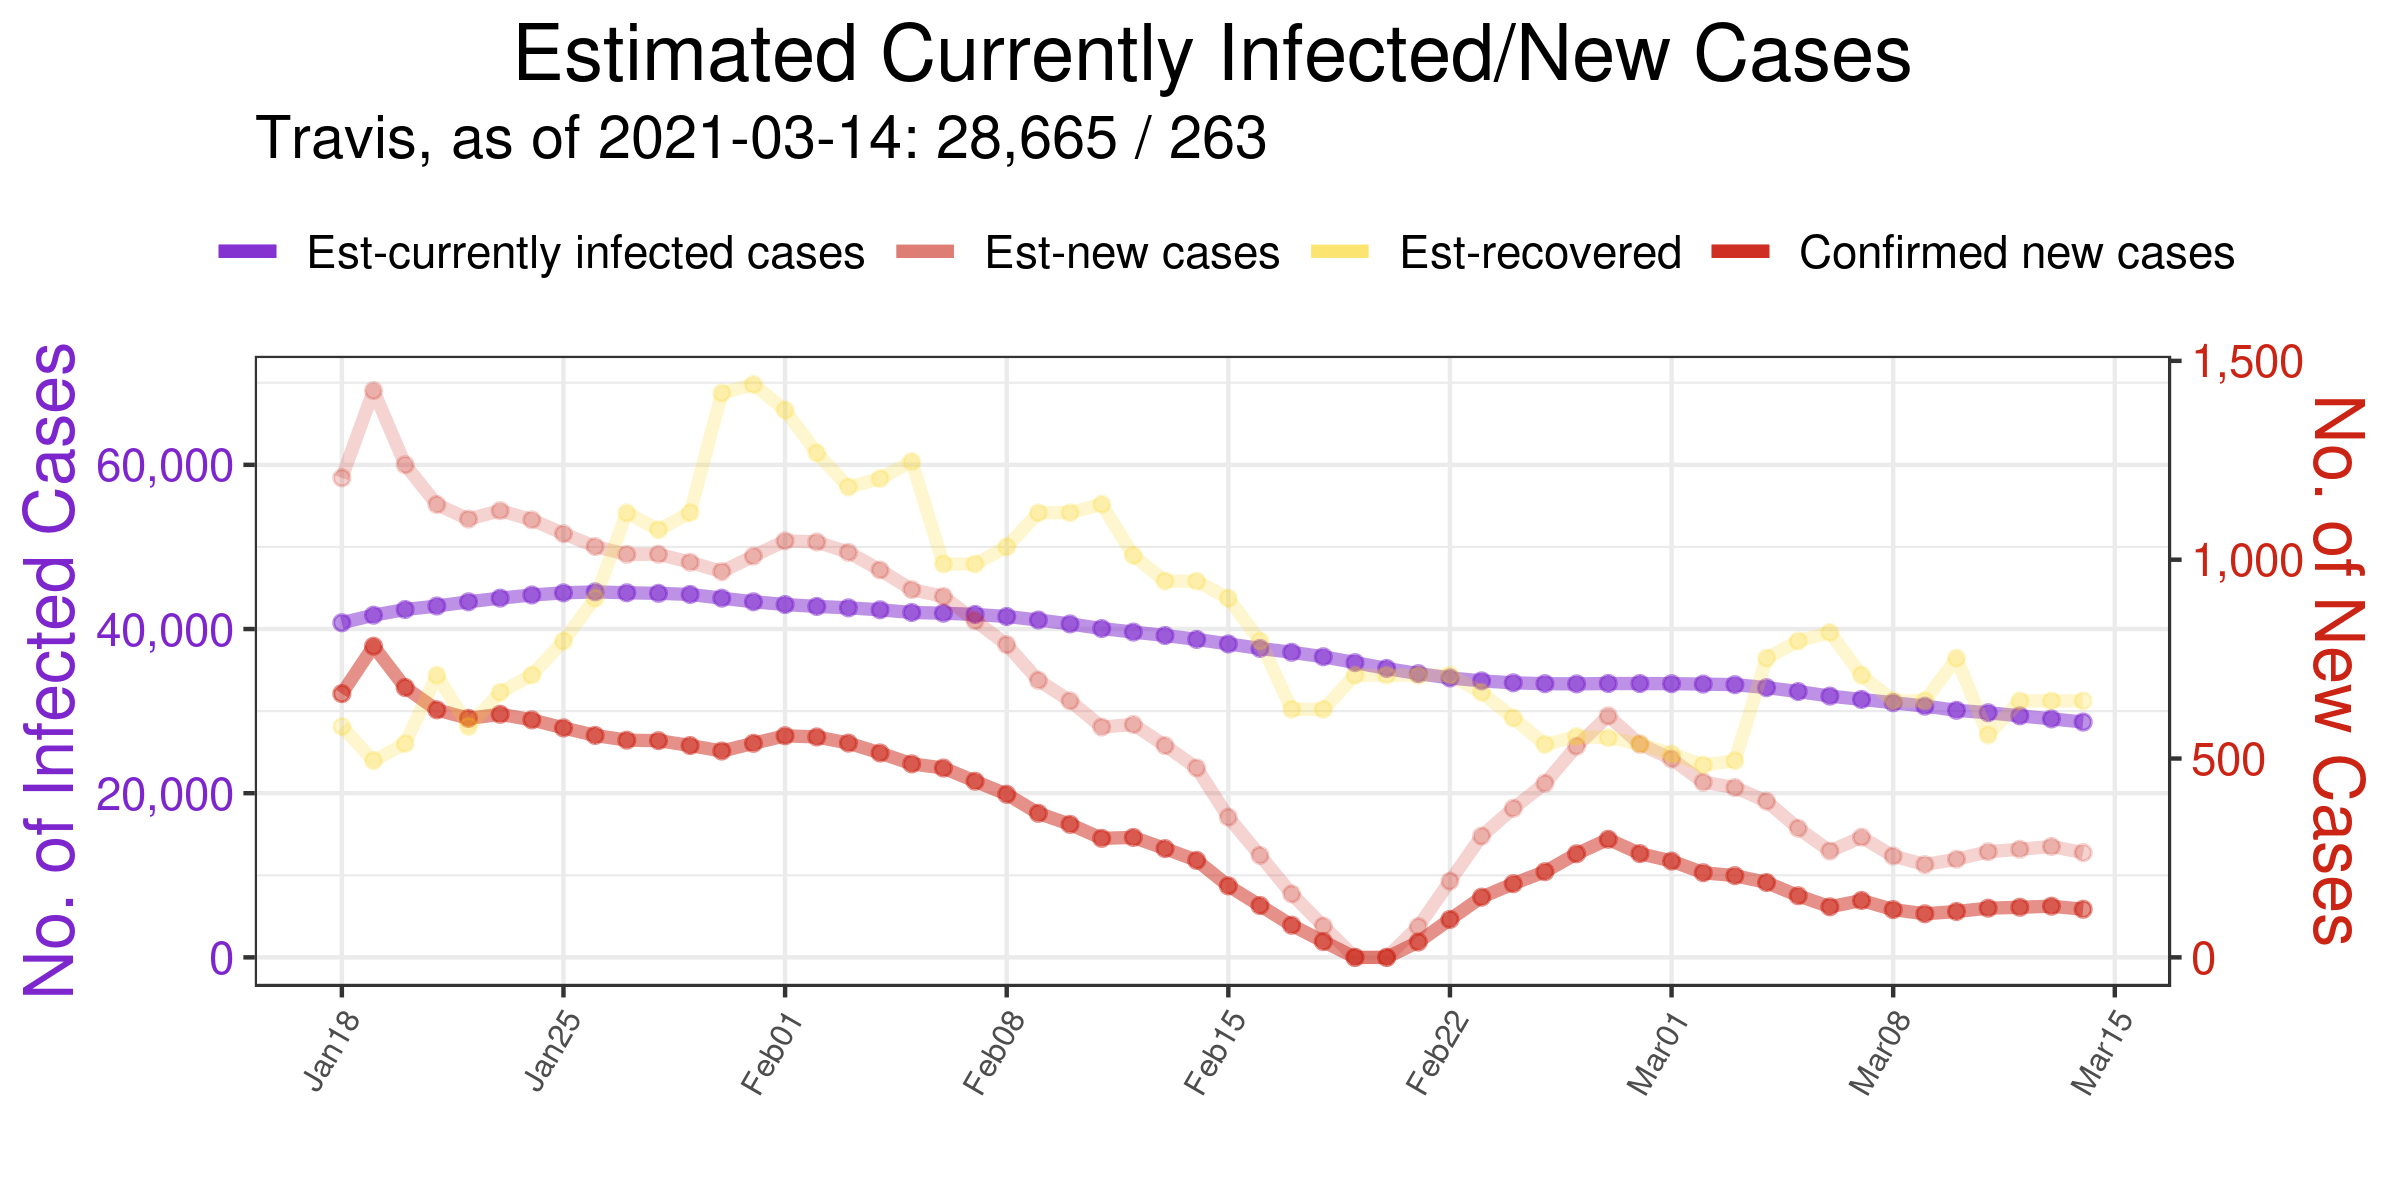 Estimated Currently Infected/New Cases
Travis, as of 2021-03-14: 28,665 / 263
Est-currently infected cases Est-new cases Est-recovered Confirmed new cases
No. of Infected Cases
60,000
40,000
20,000
0
1,500
1,000
500
0
No. of New Cases
Jan18 Jan25 Feb01 Feb08 Feb15 Feb22 Mar01 Mar08 Mar15